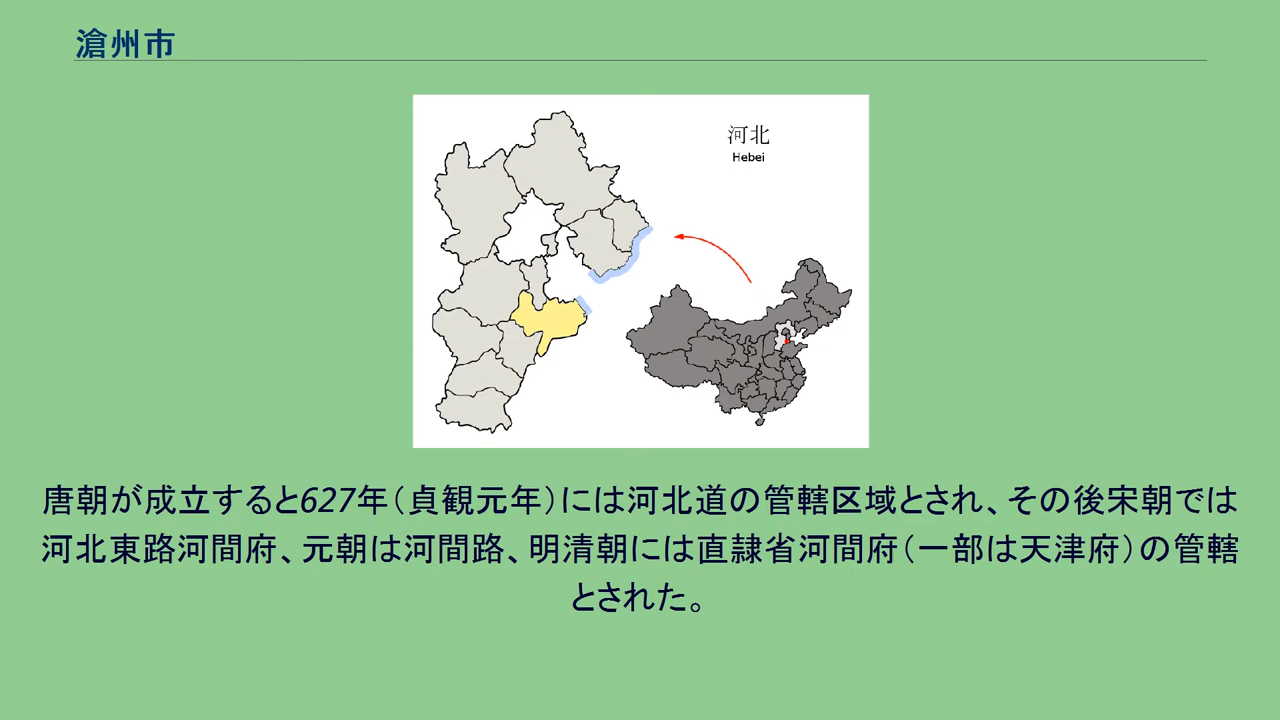 滄州市
河北
Hebei
唐朝が成立すると627年（貞観元年）には河北道の管轄区域とされ、その後宋朝では
河北東路河間府、元朝は河間路、明清朝には直隷省河間府（一部は天津府）の管轄
とされた。